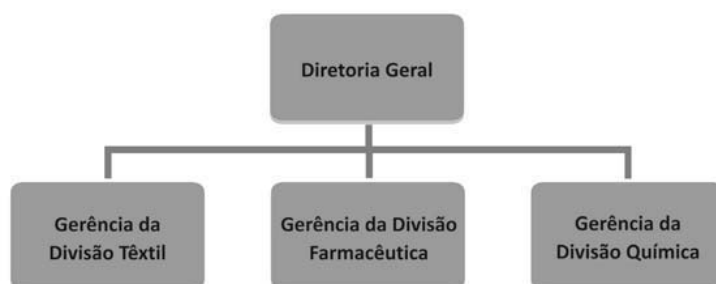 Diretoria Geral
Gerência da
Divisão Têxtil
Gerência da Divisão
Farmacêutica
Gerência da
Divisão Química